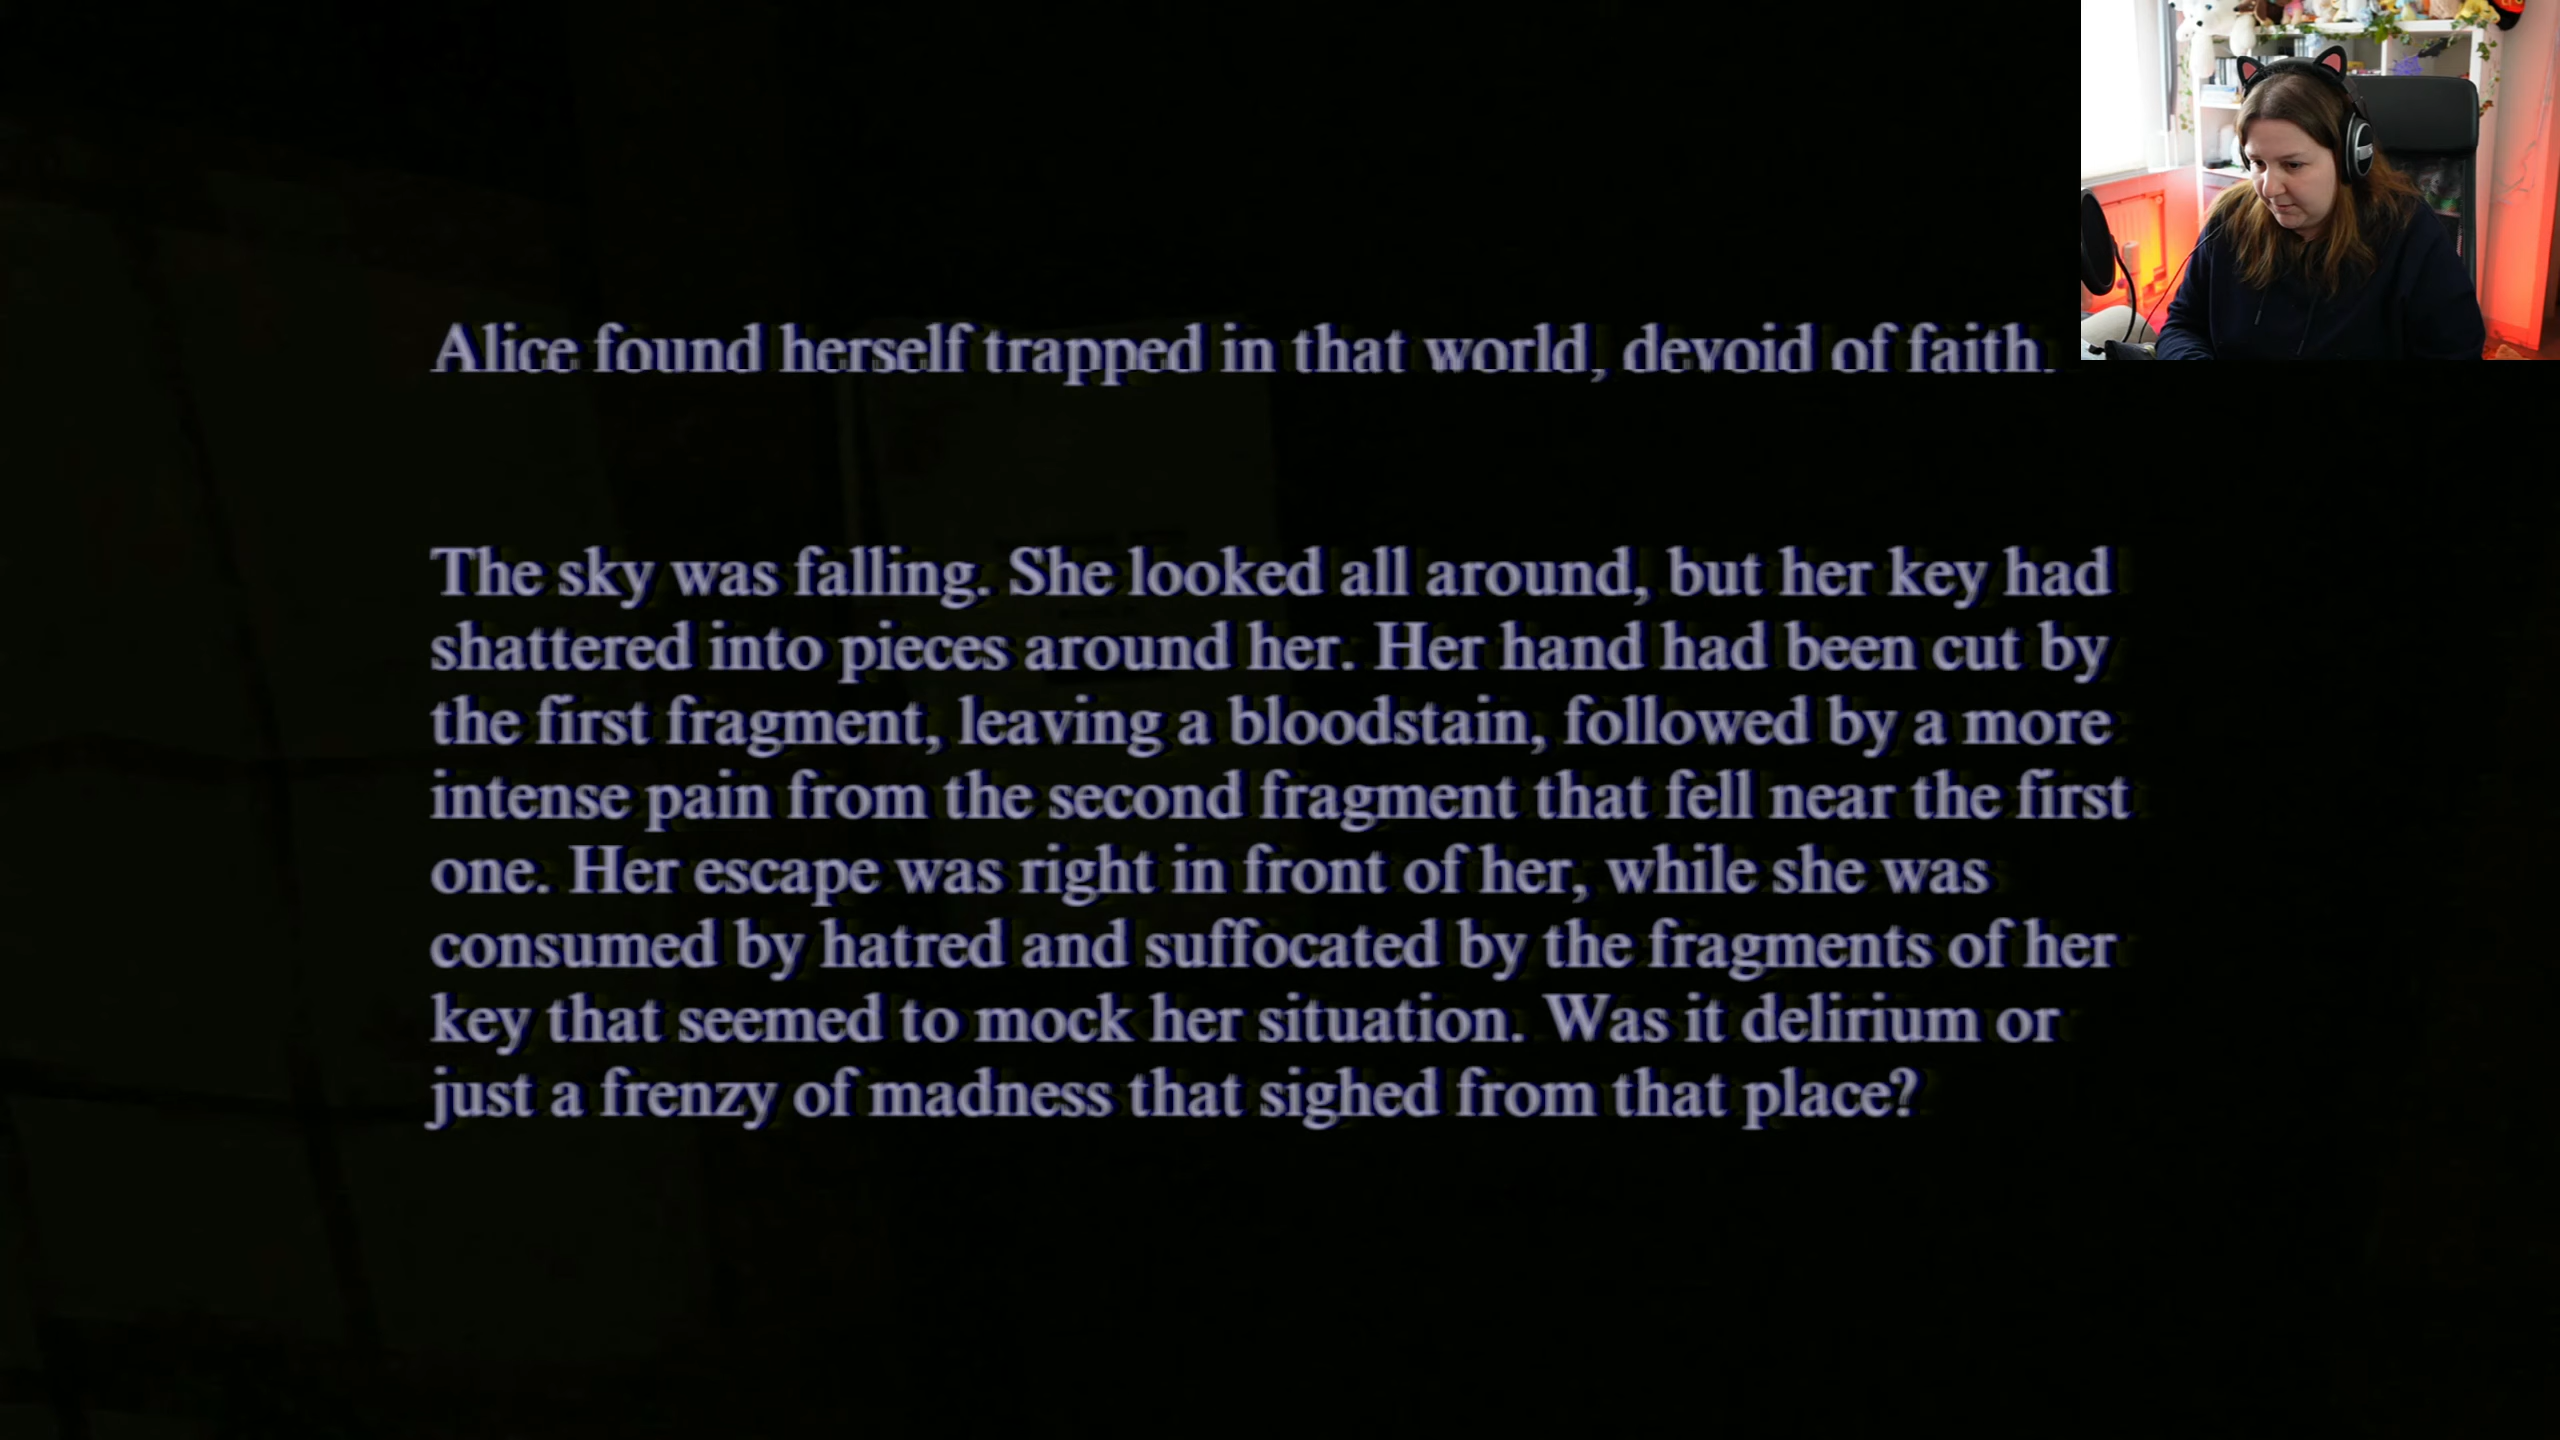 Alice found herself trapped in that world, devoid of faith.
The sky was falling. She looked all around, but her key had
shattered into pieces around her. Her hand had been cut by
the first fragment, leaving a bloodstain, followed by a more
intense pain from the second fragment that fell near the first
one. Her escape was right in front of her, while she was
consumed by hatred and suffocated by the fragments of her
key that seemed to mock her situation. Was it delirium or
just a frenzy of madness that sighed from that place?